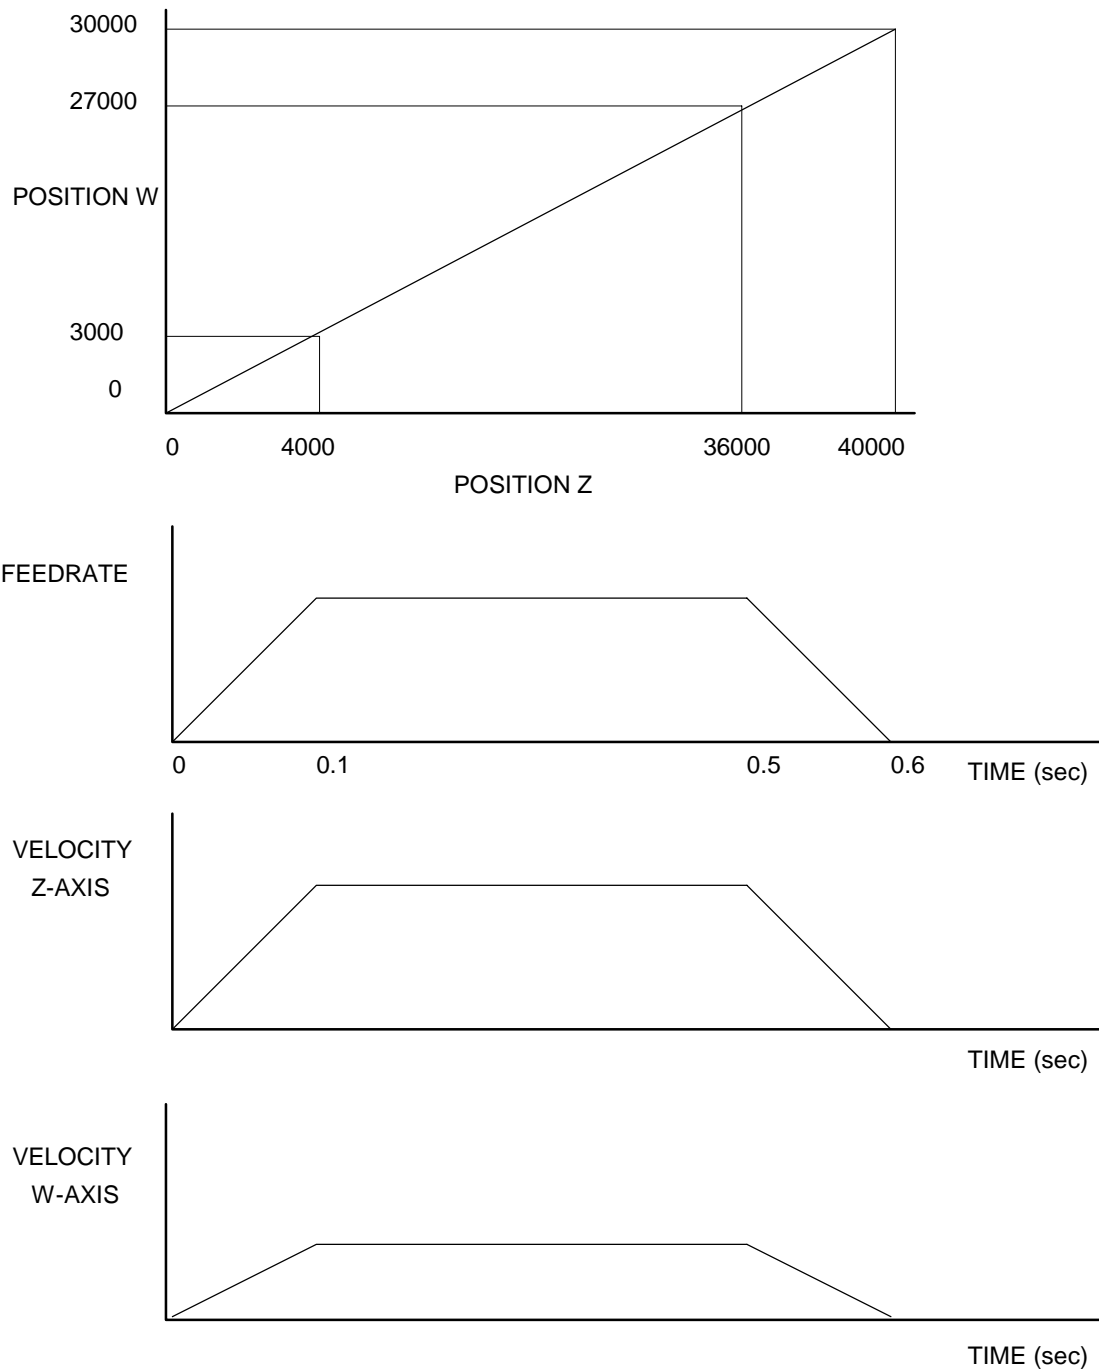 30000
27000
POSITION W
3000
0
0 4000 36000 40000
POSITION Z
FEEDRATE
0 0.1 0.5 0.6 TIME (sec)
VELOCITY
Z-AXIS
TIME (sec)
VELOCITY
W-AXIS
TIME (sec)